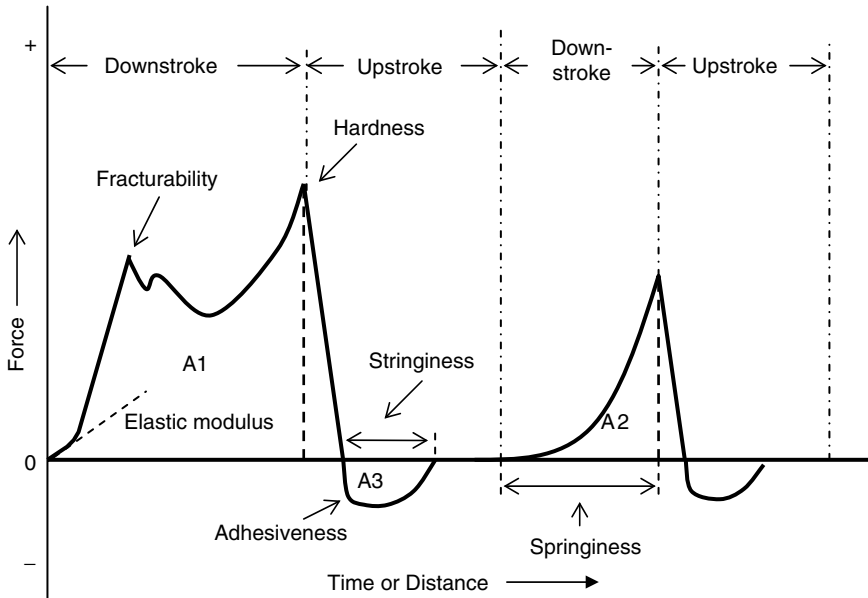 +
Downstroke
Upstroke
Down-
stroke
Upstroke
Hardness
Fracturability
Force
A1
Stringiness
Elastic modulus
A2
0
A3
Adhesiveness
Springiness
–
Time or Distance